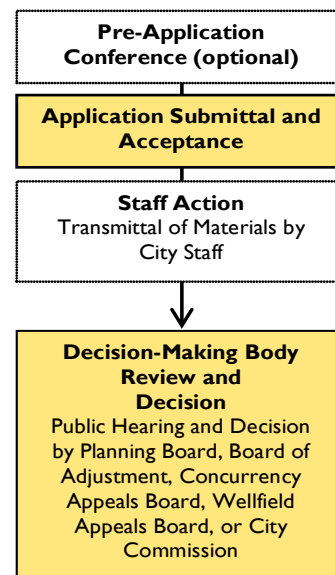 Pre-Application
Conference (optional)
Application Submittal and
Acceptance
Staff Action
Transmittal of Materials by
City Staff
Decision-Making Body
Review and
Decision
Public Hearing and Decision
by Planning Board, Board of
Adjustment, Concurrency
Appeals Board, Wellfield
Appeals Board, or City
Commission